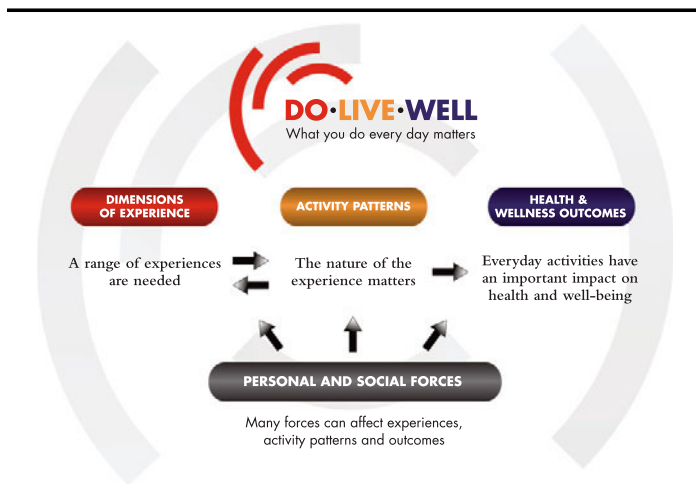 DO•LIVE•WELL
What you do every day matters
DIMENSIONS
OF EXPERIENCE
A range of experiences
are needed
ACTIVITY PATTERNS
The nature of the
experience matters
HEALTH &
WELLNESS OUTCOMES
Everyday activities have
an important impact on
health and well-being
PERSONAL AND SOCIAL FORCES
Many forces can affect experiences,
activity patterns and outcomes